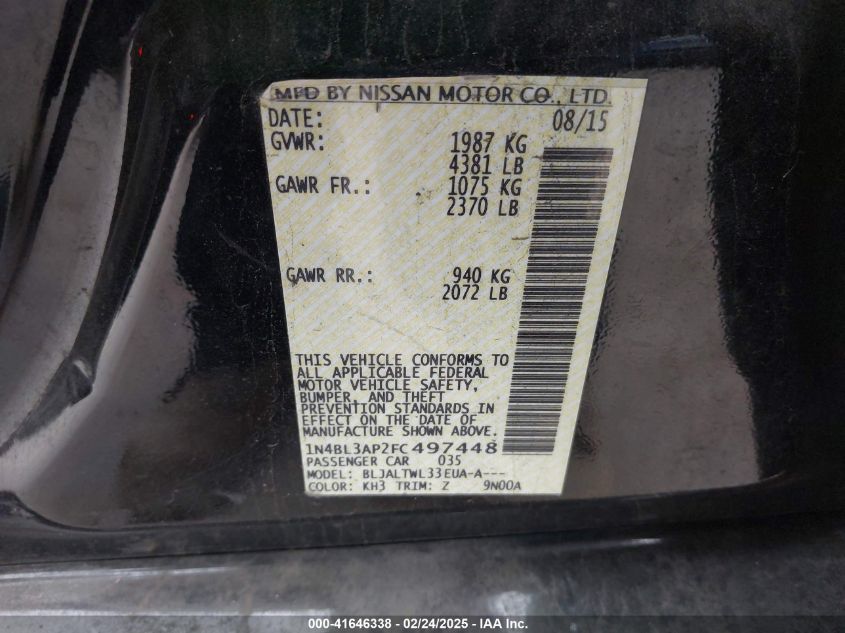 MFD BY NISSAN MOTOR CO., LTD.
DATE: 08/15
GVWR: 1987 KG
4381 LB
GAWR FR.: 1075 KG
2370 LB
GAWR RR.: 940 KG
2072 LB
THIS VEHICLE CONFORMS TO
ALL APPLICABLE FEDERAL
MOTOR VEHICLE SAFETY,
BUMPER, AND THEFT
PREVENTION STANDARDS IN
EFFECT ON THE DATE OF
MANUFACTURE SHOWN ABOVE.
1N4BL3AP2FC497448
PASSENGER CAR 035
MODEL: BLJALTWL33EUA-A---
COLOR: KH3 TRIM: Z 9N00A
000-41646338 - 02/24/2025 - IAA Inc.